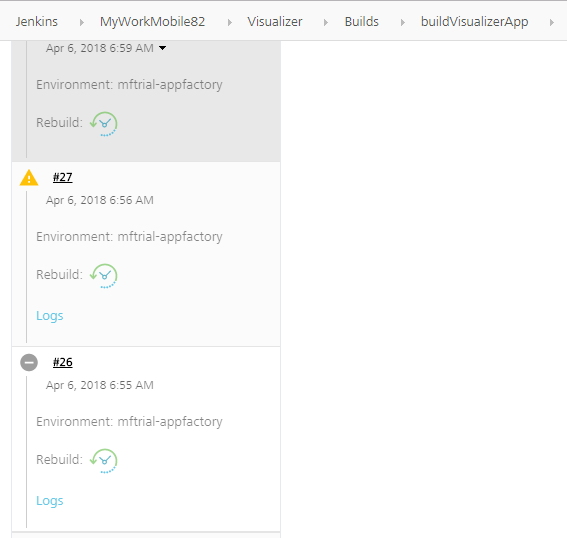 Jenkins MyWorkMobile82 Visualizer Builds buildVisualizerApp
Apr 6, 2018 6:59 AM
Environment: mftrial-appfactory
Rebuild:
#27
Apr 6, 2018 6:56 AM
Environment: mftrial-appfactory
Rebuild:
Logs
#26
Apr 6, 2018 6:55 AM
Environment: mftrial-appfactory
Rebuild:
Logs